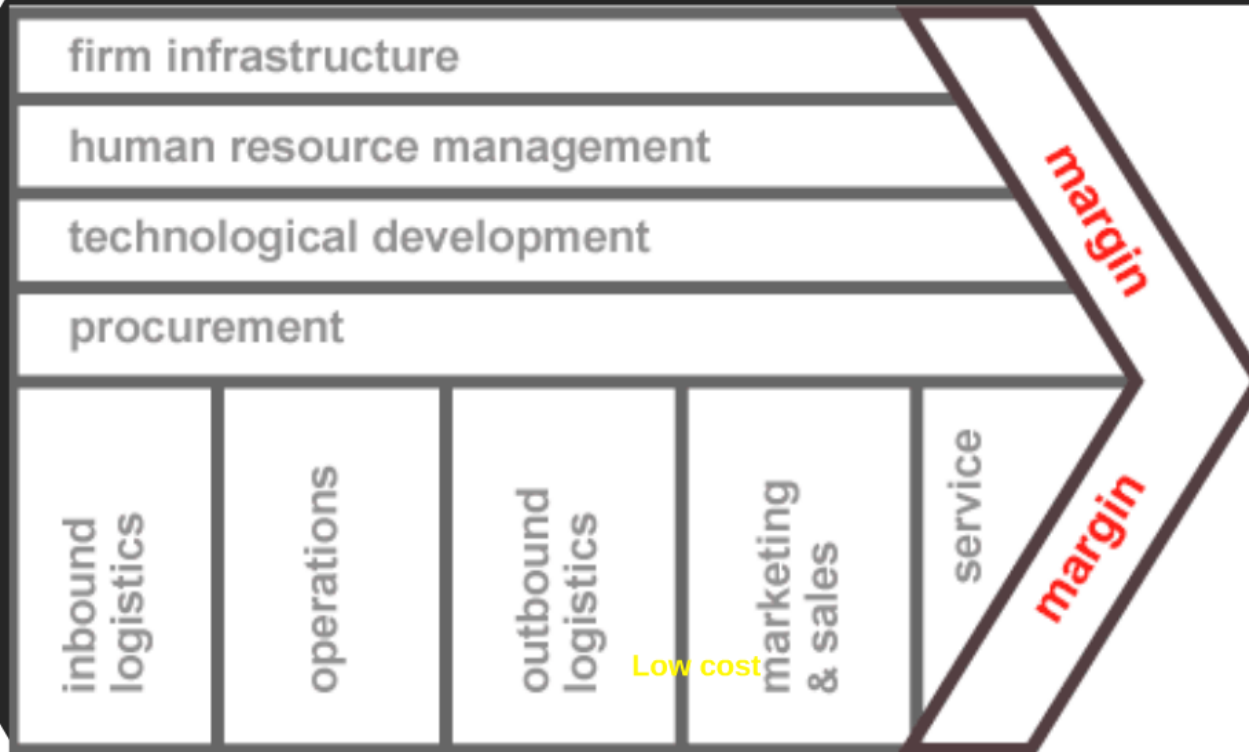 firm infrastructure
human resource management
technological development
procurement
margin
inbound
logistics
operations
outbound
logistics
marketing
& sales
service
margin
Low cost